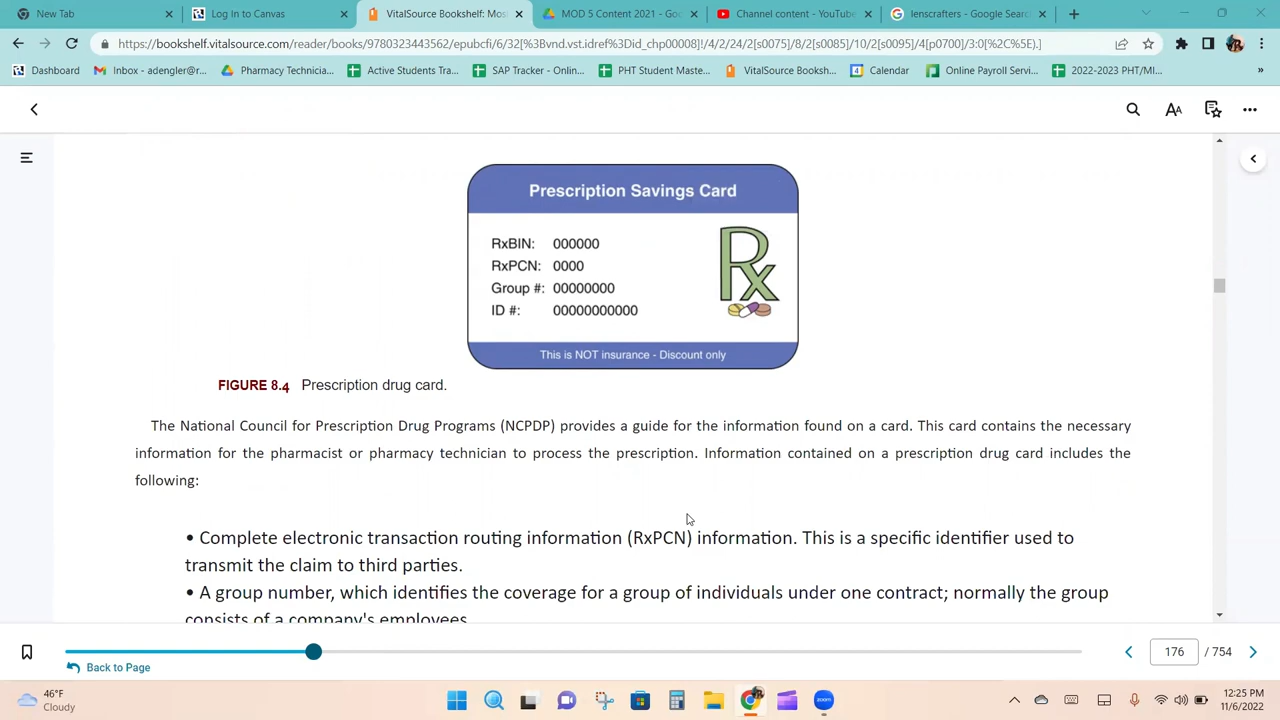 New Tab
Log In to Canvas
VitalSource Bookshelf: Mos
MOD 5 Content 2021 - Goo
Channel content - YouTube
lenscrafters - Google Search
https://bookshelf.vitalsource.com/reader/books/9780323443562/epubcfi/6/32[%3Bvnd.vst.idref%3Did_chp00008]!/4/2/24/2[s0075]/8/2[s0085]/10/2[s0095]/4[p0700]/3:0[%2C%5E).]
Dashboard
Inbox - adengler@r...
Pharmacy Technicia...
Active Students Tra...
SAP Tracker - Onlin...
PHT Student Maste...
VitalSource Booksh...
Calendar
Online Payroll Servi...
2022-2023 PHT/MI...
Prescription Savings Card
RxBIN: 000000
RxPCN: 0000
Group #: 00000000
ID #: 00000000000
Rx
This is NOT insurance - Discount only
FIGURE 8.4 Prescription drug card.
The National Council for Prescription Drug Programs (NCPDP) provides a guide for the information found on a card. This card contains the necessary
information for the pharmacist or pharmacy technician to process the prescription. Information contained on a prescription drug card includes the
following:
• Complete electronic transaction routing information (RxPCN) information. This is a specific identifier used to
transmit the claim to third parties.
• A group number, which identifies the coverage for a group of individuals under one contract; normally the group
consists of a company's employees.
176 / 754
Back to Page
46°F
Cloudy
zoom
12:25 PM
11/6/2022